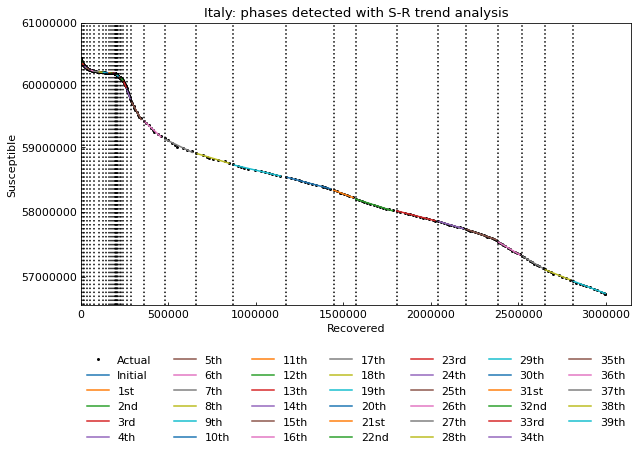 Italy: phases detected with S-R trend analysis
61000000
60000000
59000000
58000000
57000000
Susceptible
0 500000 1000000 1500000 2000000 2500000 3000000
Recovered
Actual 5th 11th 17th 23rd 29th 35th
Initial 6th 12th 18th 24th 30th 36th
1st 7th 13th 19th 25th 31st 37th
2nd 8th 14th 20th 26th 32nd 38th
3rd 9th 15th 21st 27th 33rd 39th
4th 10th 16th 22nd 28th 34th